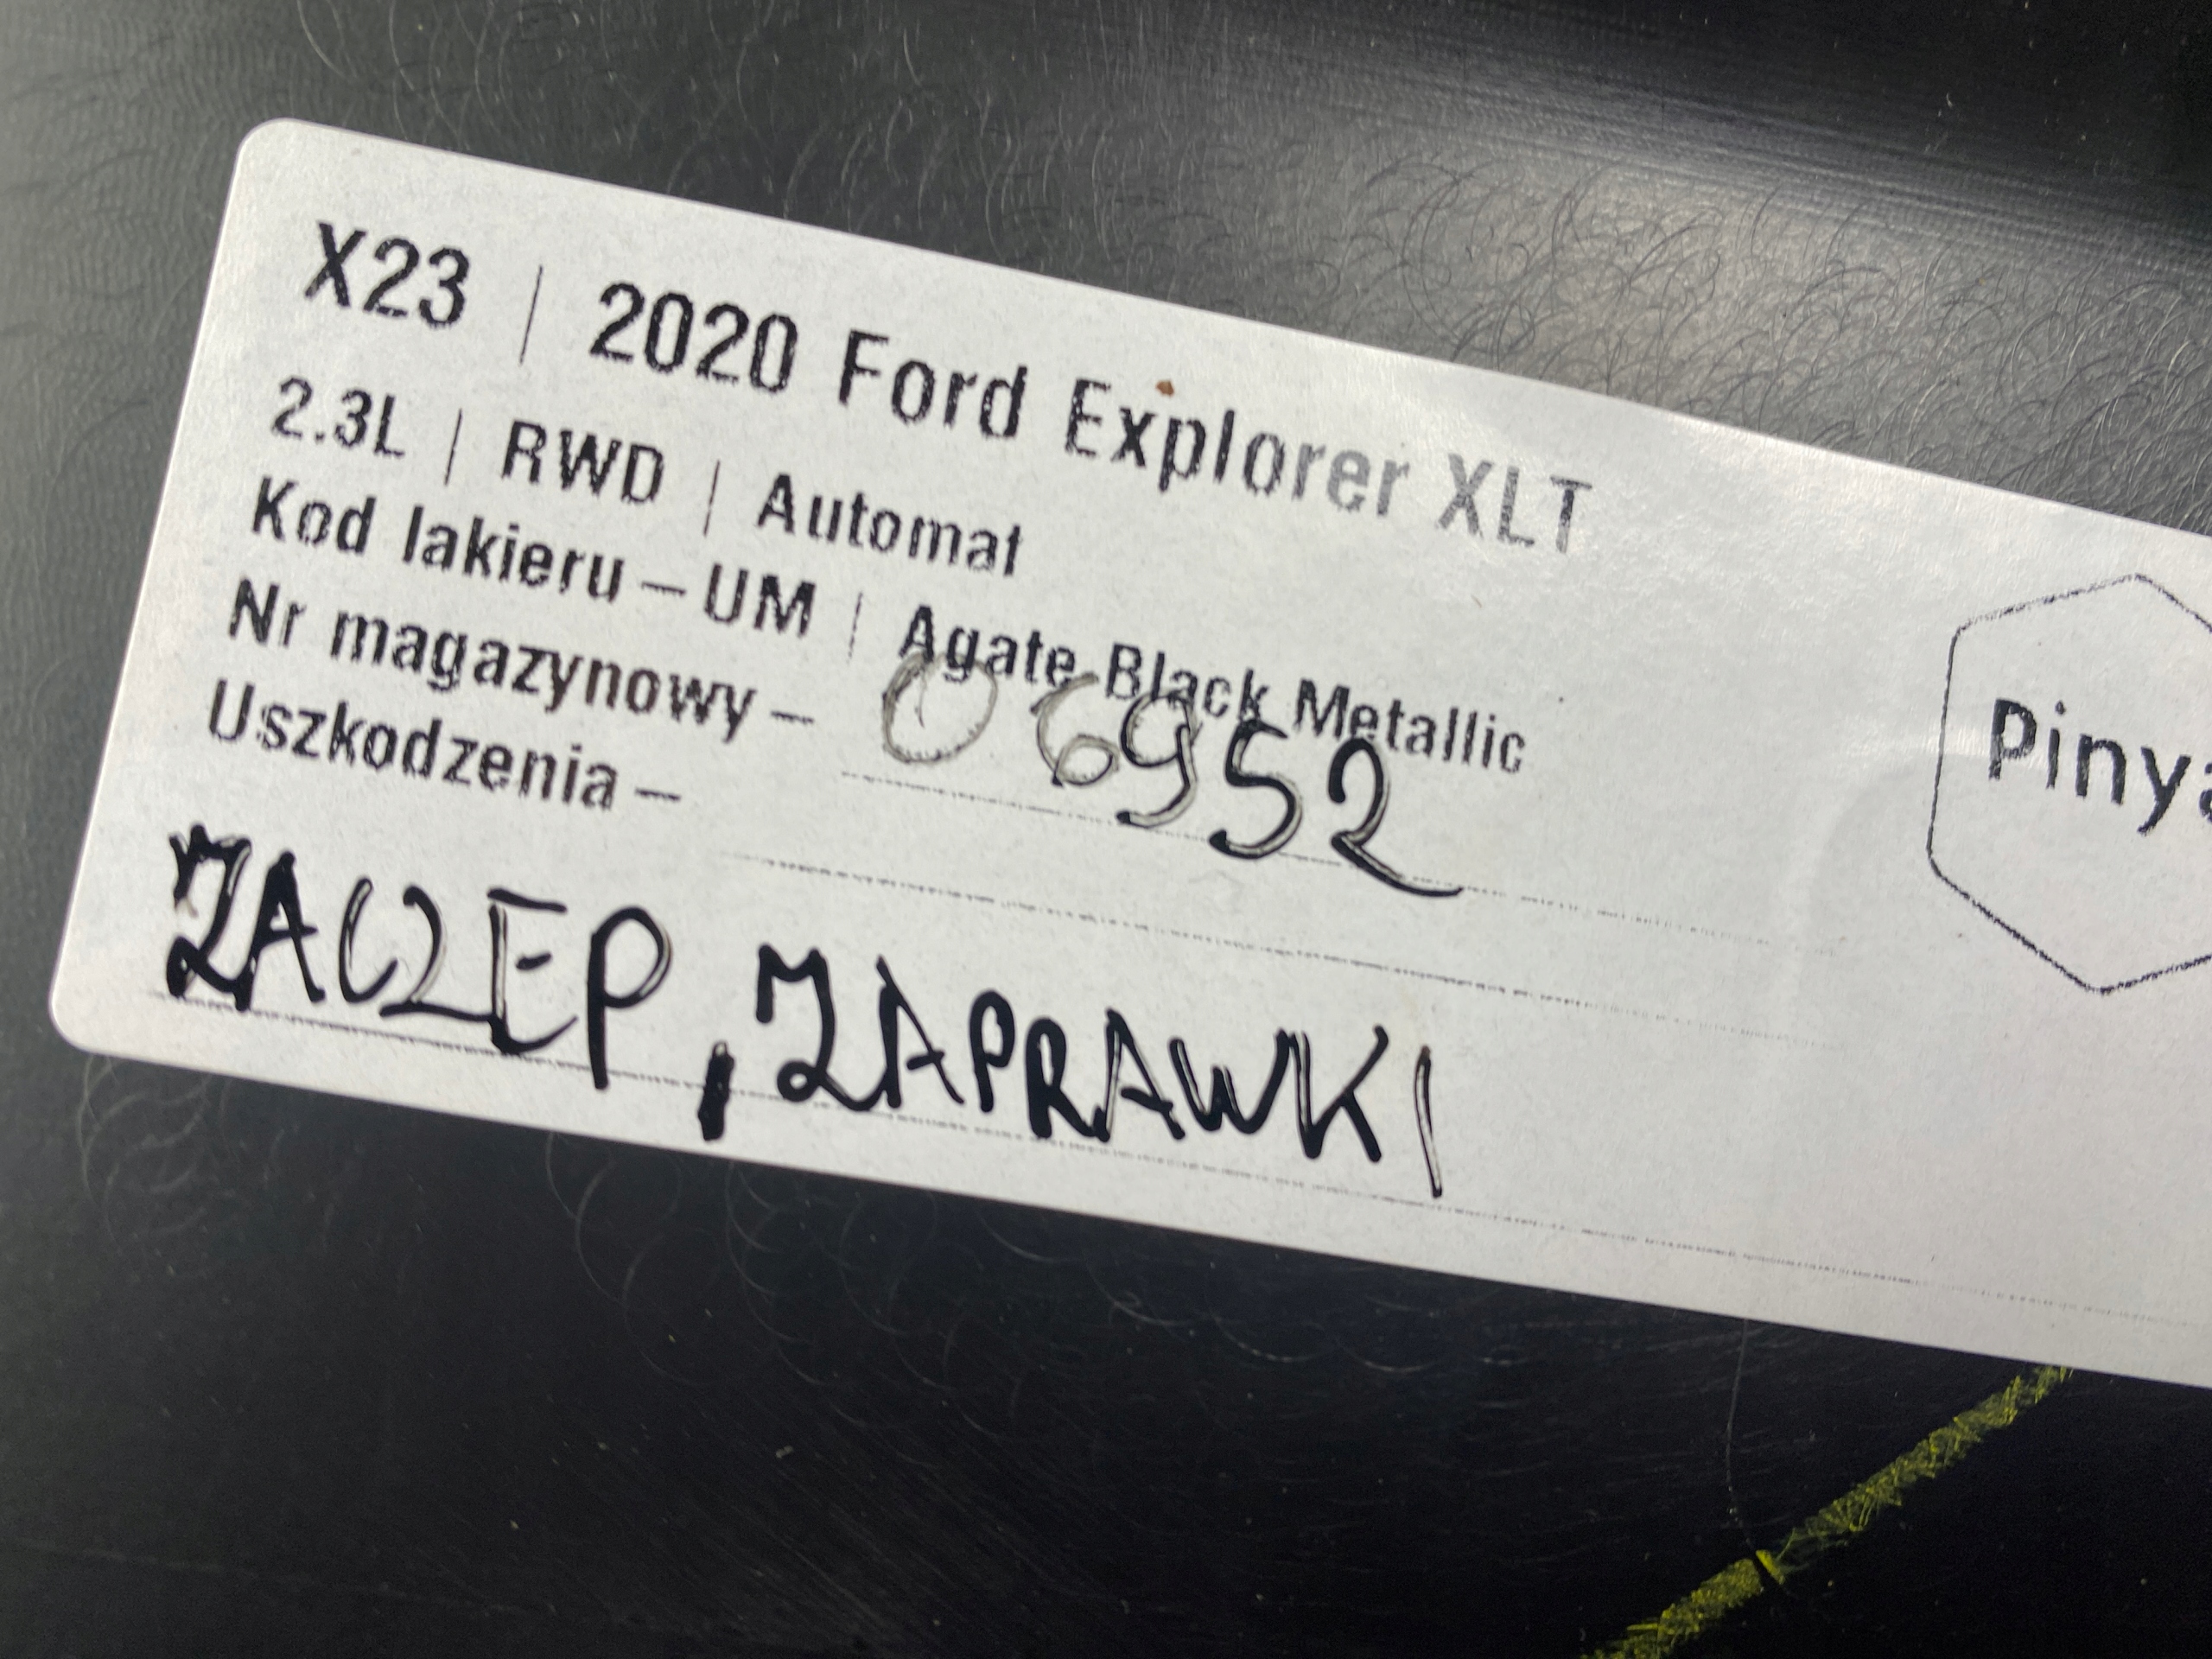 X23 | 2020 Ford Explorer XLT
2.3L | RWD | Automat
Kod lakieru – UM | Agate Black Metallic
Nr magazynowy – 06952
Uszkodzenia –
ZACZEP, ZAPRAWKI